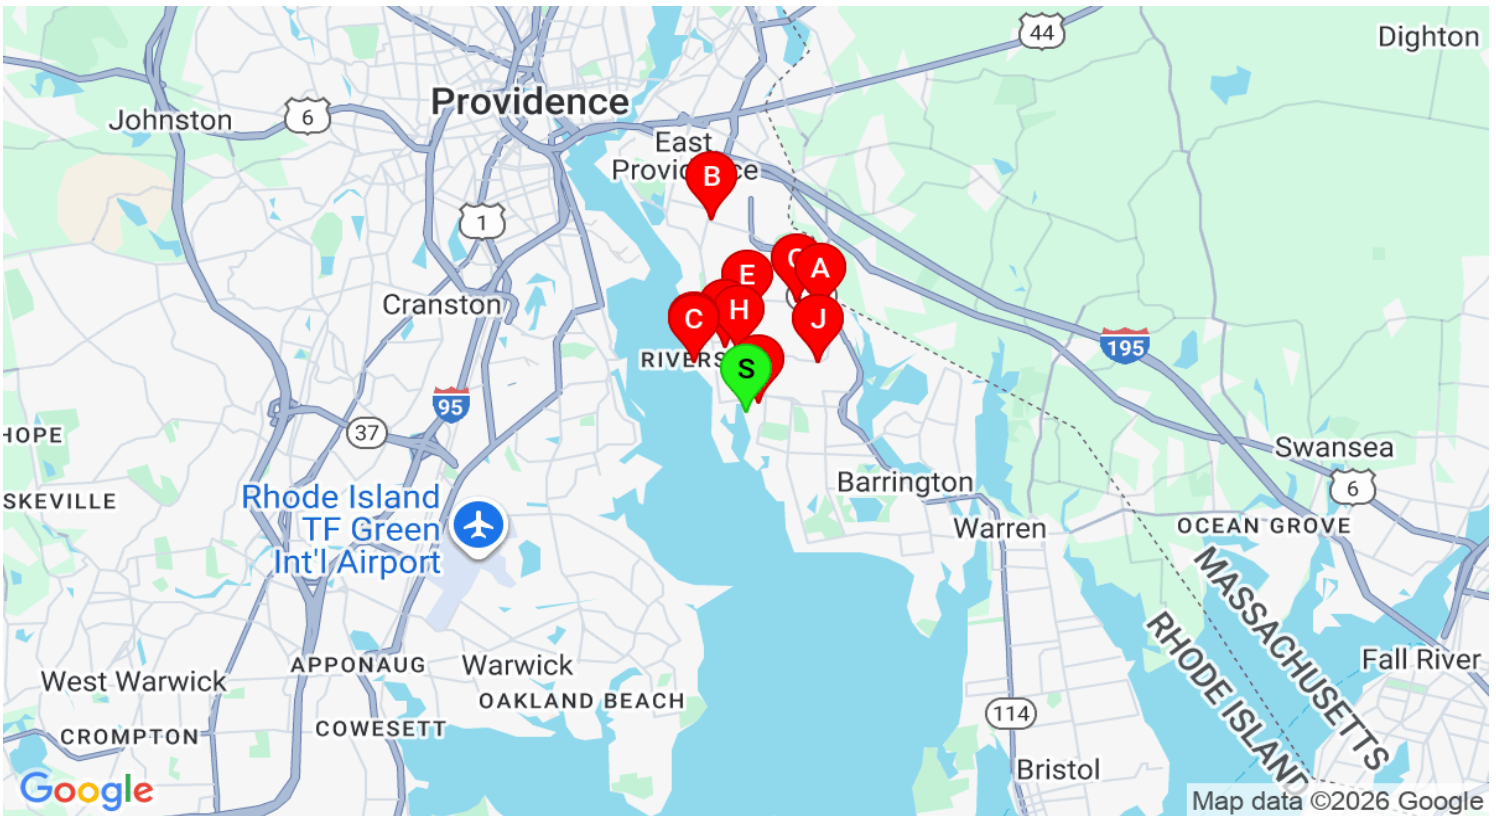 44
Dighton
Providence
6
Johnston
East
Providence
B
1
G
A
E
Cranston
H
C
J
195
RIVERS
S
95
37
HOPE
Swansea
Barrington
6
SKEVILLE
Rhode Island
TF Green
Int'l Airport
Warren
OCEAN GROVE
MASSACHUSETTS
RHODE ISLAND
APPONAUG
Warwick
Fall River
West Warwick
OAKLAND BEACH
114
COWESETT
CROMPTON
Bristol
Google
Map data ©2026 Google